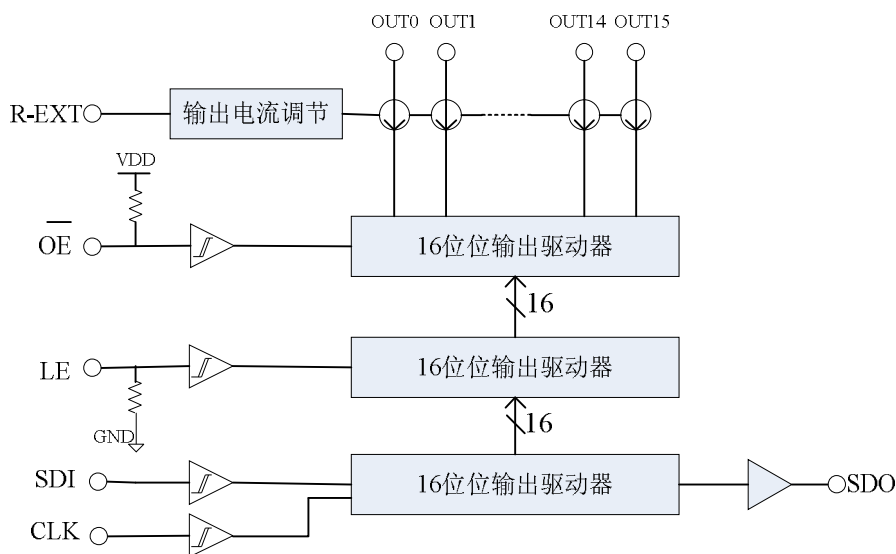 OUT0 OUT1 OUT14 OUT15
R-EXT
输出电流调节
VDD
OE
16位位输出驱动器
16
LE
16位位输出驱动器
GND
16
SDI
16位位输出驱动器
SDO
CLK